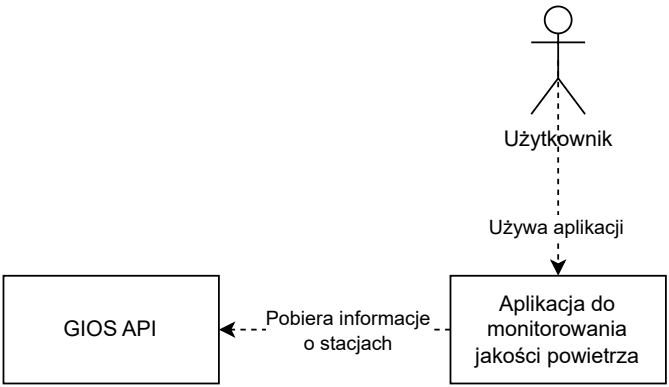 Użytkownik
Używa aplikacji
GIOS API
Pobiera informacje
o stacjach
Aplikacja do
monitorowania
jakości powietrza